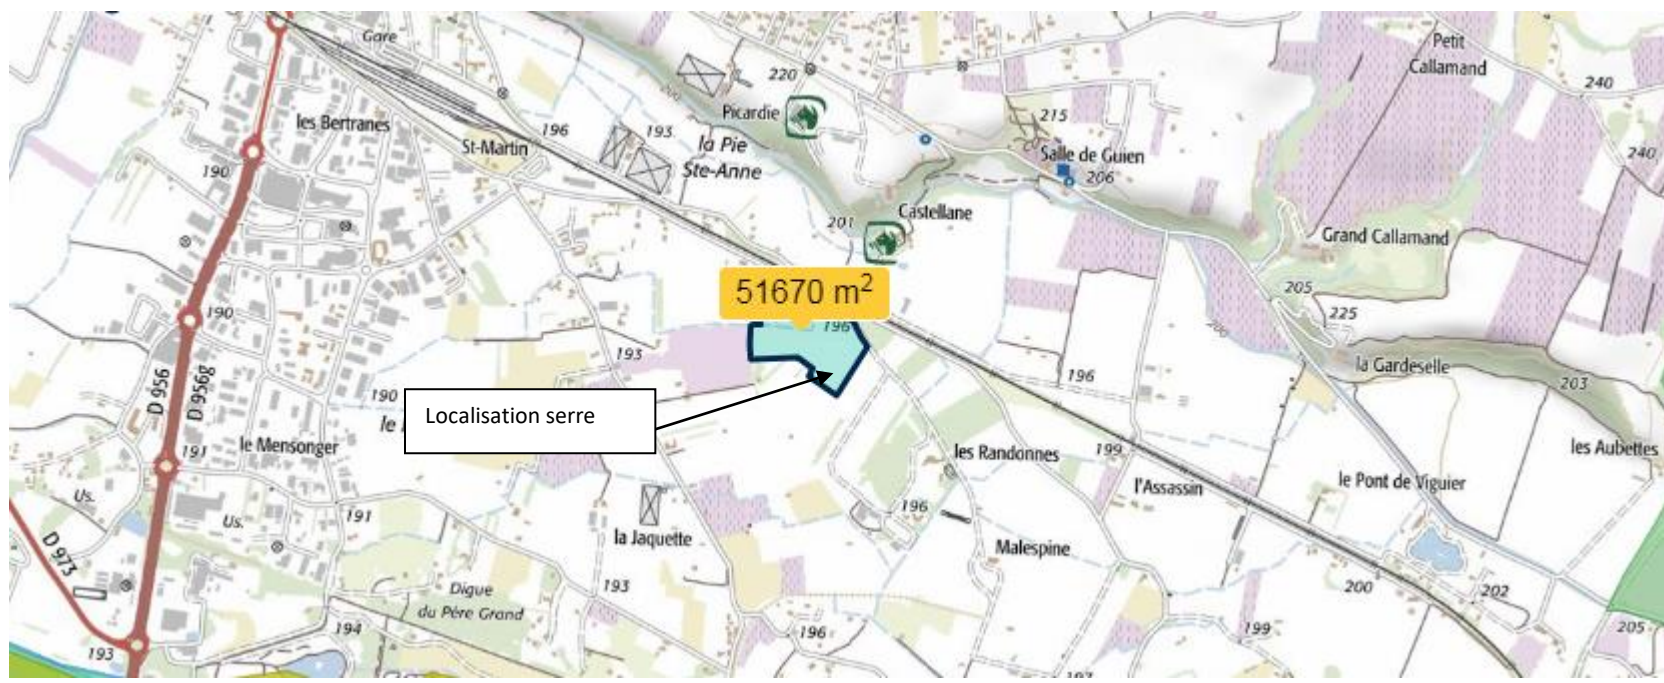 Gare
Petit
Callamand
220
240
200
Picardie
les Bertranes
196
193
215
St-Martin
la Pie
Ste-Anne
Salle de Guien
240
190
206
201
Castellane
Grand Callamand
51670 m²
205
190
196
225
200
193
la Gardeselle
D 956
D 956g
196
203
190
Localisation serre
le
le Mensonger
191
les Randonnes
199
les Aubettes
l'Assassin
le Pont de Viguier
Us.
Us.
191
196
la Jaquette
Malespine
D 973
Digue
du Père Grand
193
200
202
194
196
199
205
193
197